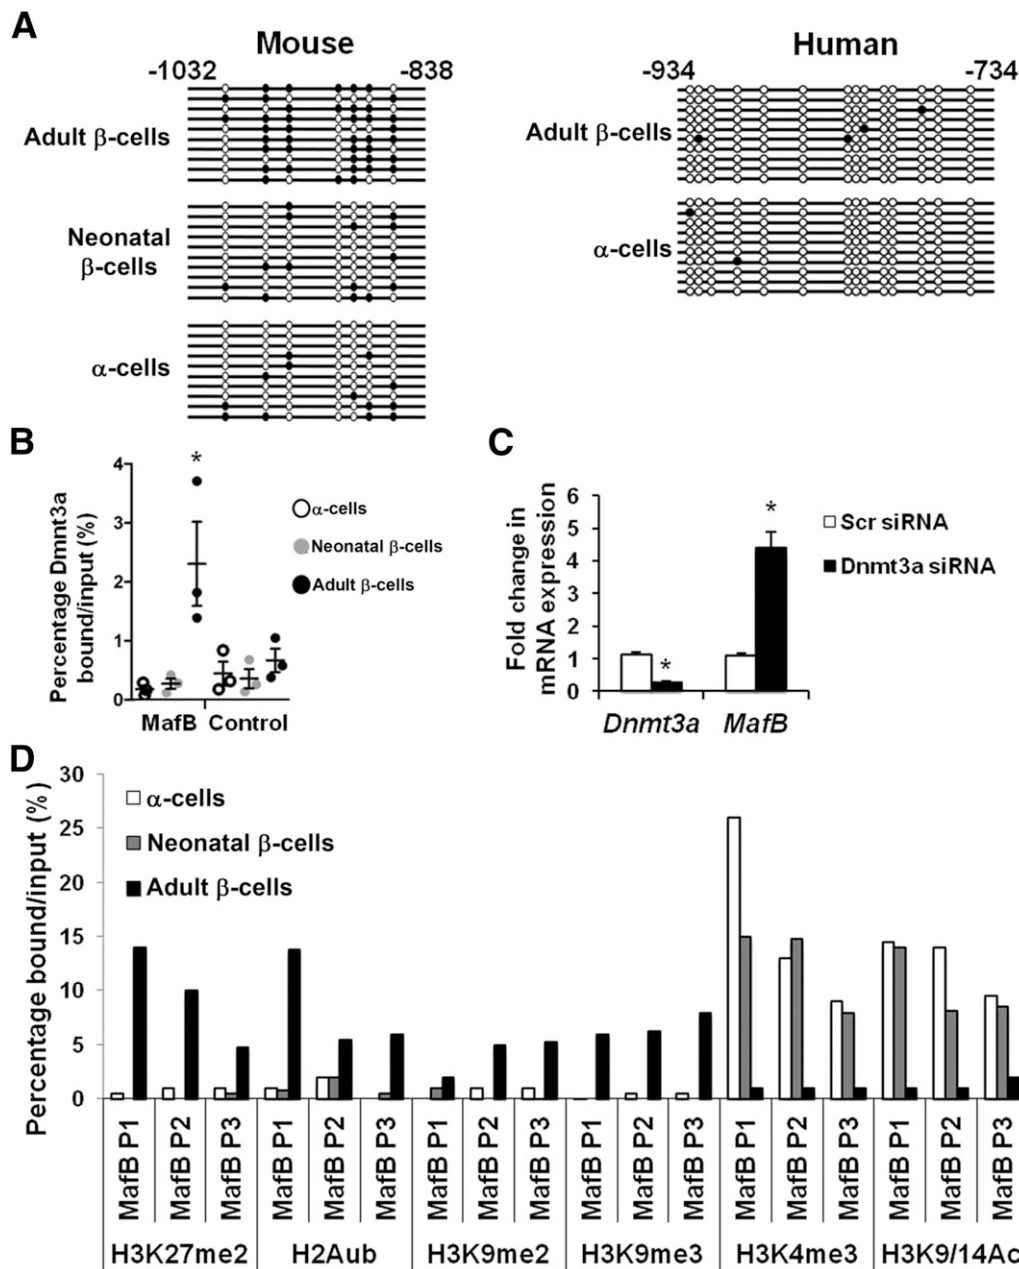 A
Mouse
-1032
-838
Adult β-cells
Neonatal
β-cells
α-cells
Human
-934
-734
Adult β-cells
α-cells
B
Percentage Dmnt3a
bound/input (%)
4
3
2
1
0
*
MafB
Control
α-cells
Neonatal β-cells
Adult β-cells
C
Fold change in
mRNA expression
6
5
4
3
2
1
0
*
*
Dnmt3a
MafB
Scr siRNA
Dnmt3a siRNA
D
Percentage bound/input (%)
30
25
20
15
10
5
0
α-cells
Neonatal β-cells
Adult β-cells
MafB P1
MafB P2
MafB P3
MafB P1
MafB P2
MafB P3
MafB P1
MafB P2
MafB P3
MafB P1
MafB P2
MafB P3
MafB P1
MafB P2
MafB P3
MafB P1
MafB P2
MafB P3
H3K27me2
H2Aub
H3K9me2
H3K9me3
H3K4me3
H3K9/14Ac